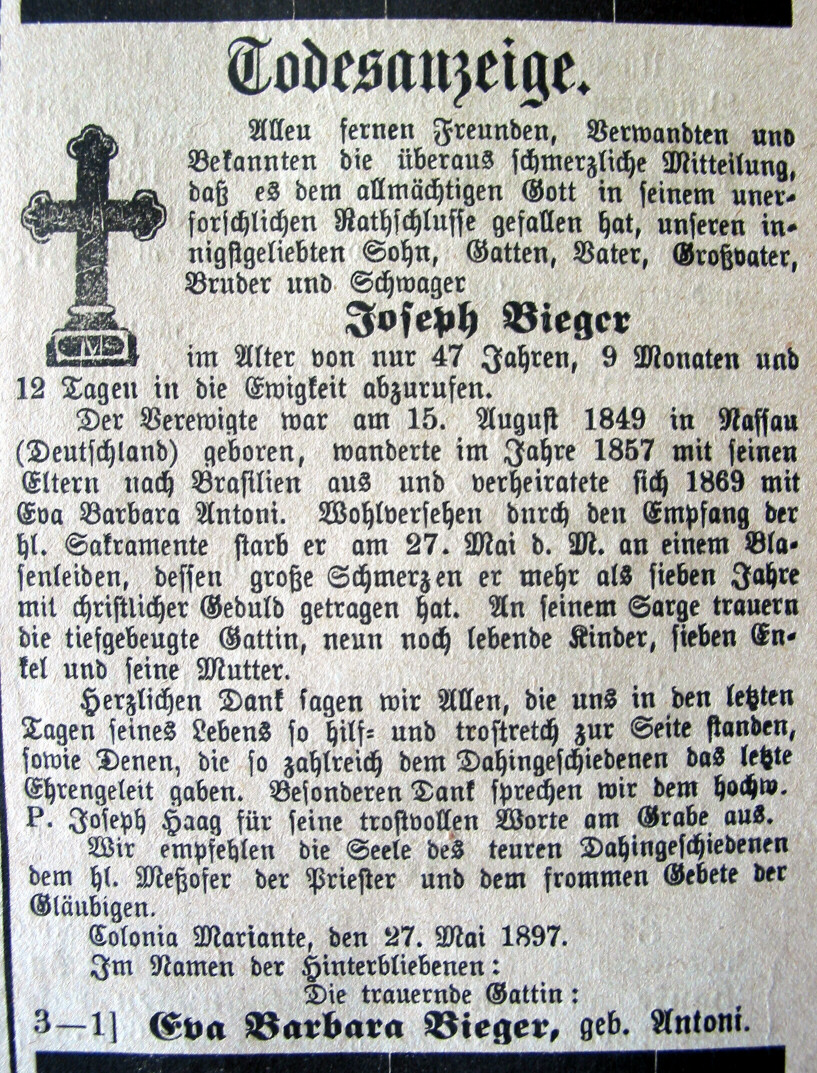 Todesanzeige.
Alleu fernen Freunden, Verwandten und
Bekannten die überaus schmerzliche Mitteilung,
daß es dem allmächtigen Gott in seinem uner-
forschlichen Rathschlusse gefallen hat, unseren in-
nigstgeliebten Sohn, Gatten, Vater, Großvater,
Bruder und Schwager
Joseph Bieger
im Alter von nur 47 Jahren, 9 Monaten und
12 Tagen in die Ewigkeit abzurufen.
Der Verewigte war am 15. August 1849 in Nassau
(Deutschland) geboren, wanderte im Jahre 1857 mit seinen
Eltern nach Brasilien aus und verheiratete sich 1869 mit
Eva Barbara Antoni. Wohlversehen dnrch den Empfang der
hl. Sakramente starb er am 27. Mai d. M. an einem Bla-
senleiden, dessen große Schmerzen er mehr als sieben Jahre
mit christlicher Geduld getragen hat. An seinem Sarge trauern
die tiefgebeugte Gattin, neun noch lebende Kinder, sieben En-
kel und seine Mutter.
Herzlichen Dank sagen wir Allen, die uns in den letzten
Tagen seines Lebens so hilf- und trostretch zur Seite standen,
sowie Denen, die so zahlreich dem Dahingeschiedenen das letzte
Ehrengeleit gaben. Besonderen Dank sprechen wir dem hochw.
P. Joseph Haag für seine trostvollen Worte am Grabe aus.
Wir empfehlen die Seele des teuren Dahingeschiedenen
dem hl. Meßofer der Priester und dem frommen Gebete der
Gläubigen.
Colonia Mariante, den 27. Mai 1897.
Im Namen der Hinterbliebenen:
Die trauernde Gattin:
3—1] Eva Barbara Bieger, geb. Antoni.